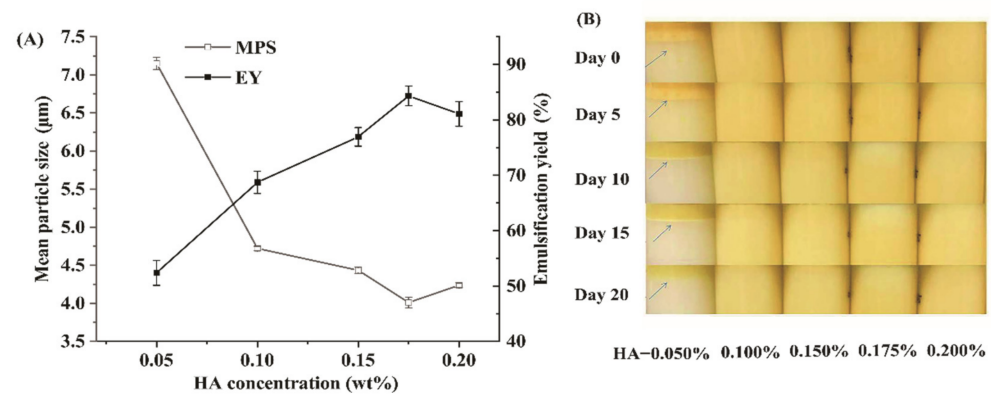 (A)
7.5
7.0
6.5
6.0
5.5
5.0
4.5
4.0
3.5
Mean particle size (μm)
MPS
EY
90
80
70
60
50
40
Emulsification yield (%)
0.05 0.10 0.15 0.20
HA concentration (wt%)
(B)
Day 0
Day 5
Day 10
Day 15
Day 20
HA−0.050% 0.100% 0.150% 0.175% 0.200%